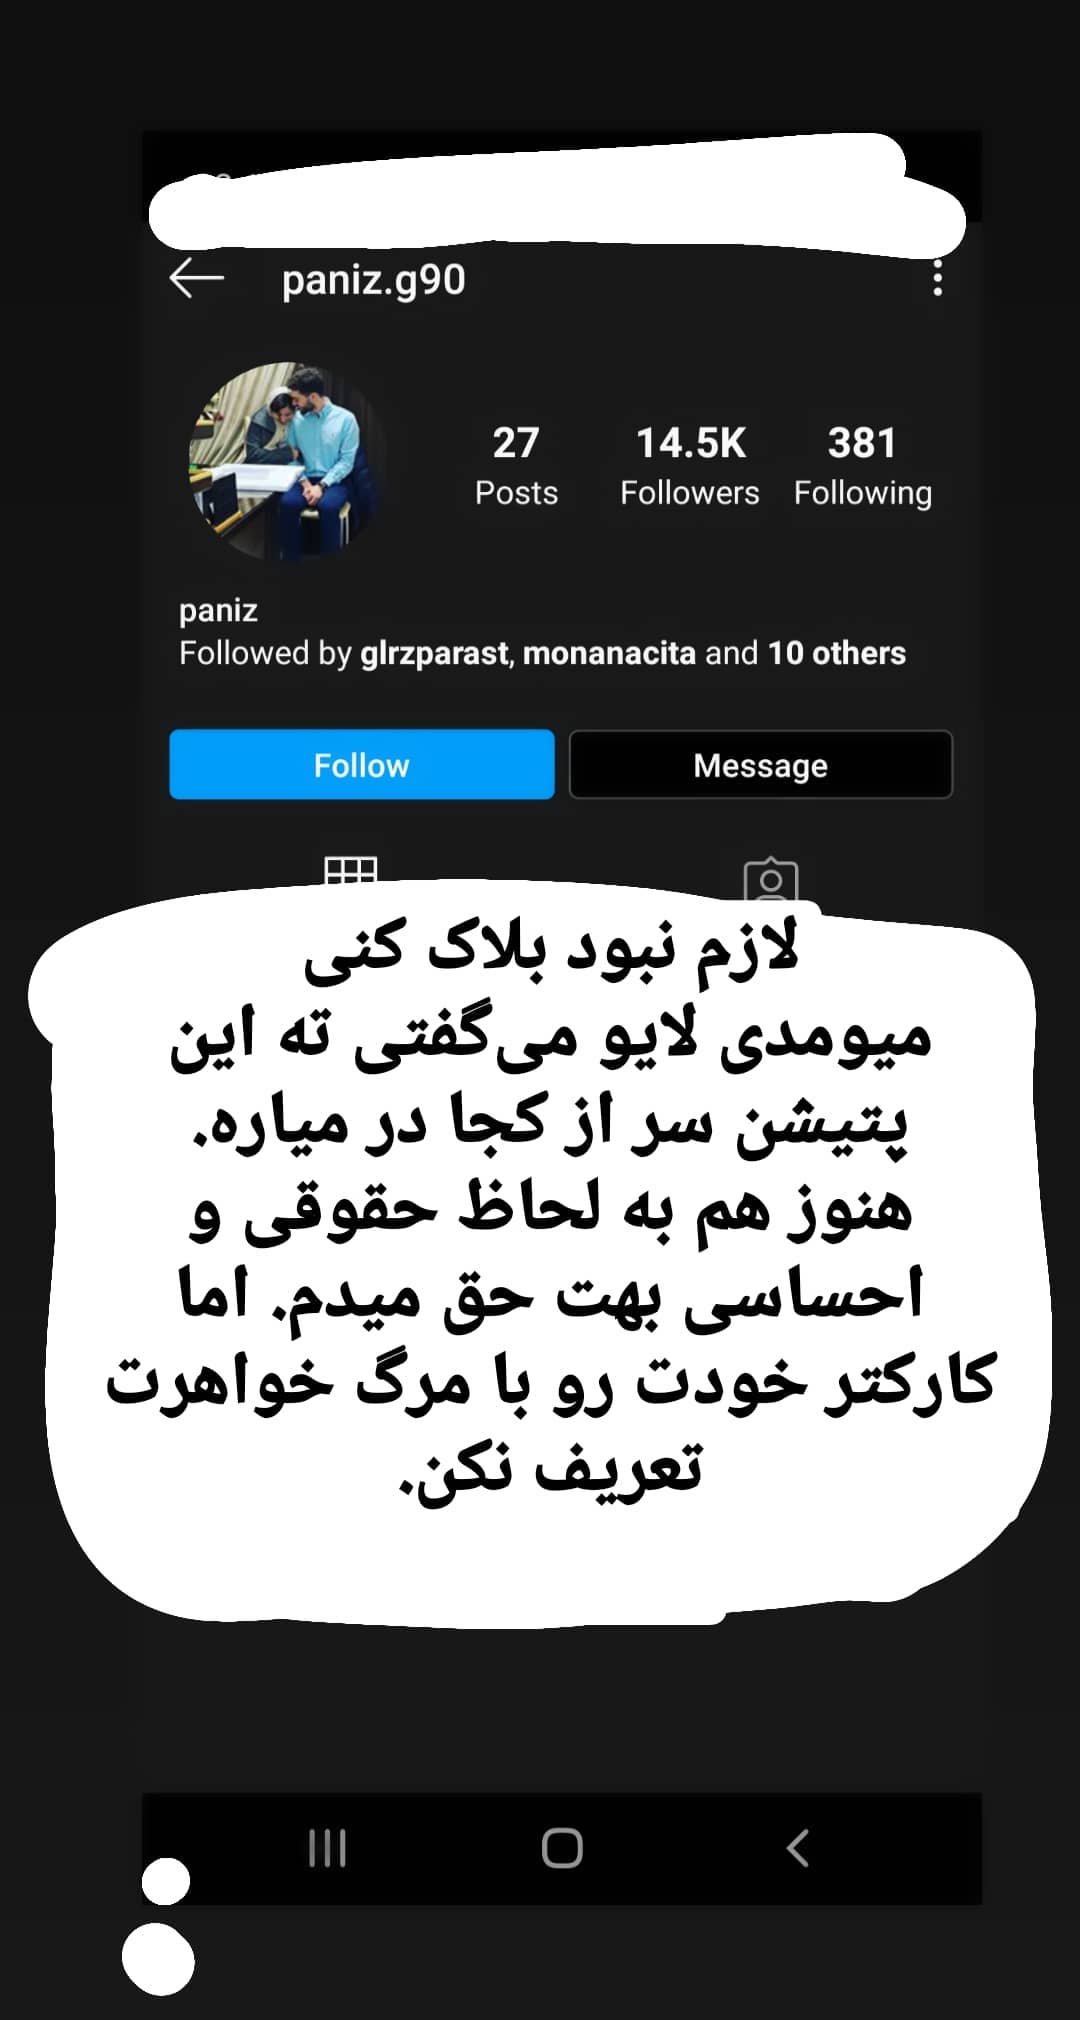 paniz.g90
27
14.5K
381
Posts
Followers
Following
paniz
Followed by glrzparast, monanacita and 10 others
Follow
Message
لازم نبود بلاک کنی
میومدی لایو می‌گفتی ته این
پتیشن سر از کجا در میاره.
هنوز هم به لحاظ حقوقی و
احساسی بهت حق میدم. اما
کارکتر خودت رو با مرگ خواهرت
تعریف نکن.